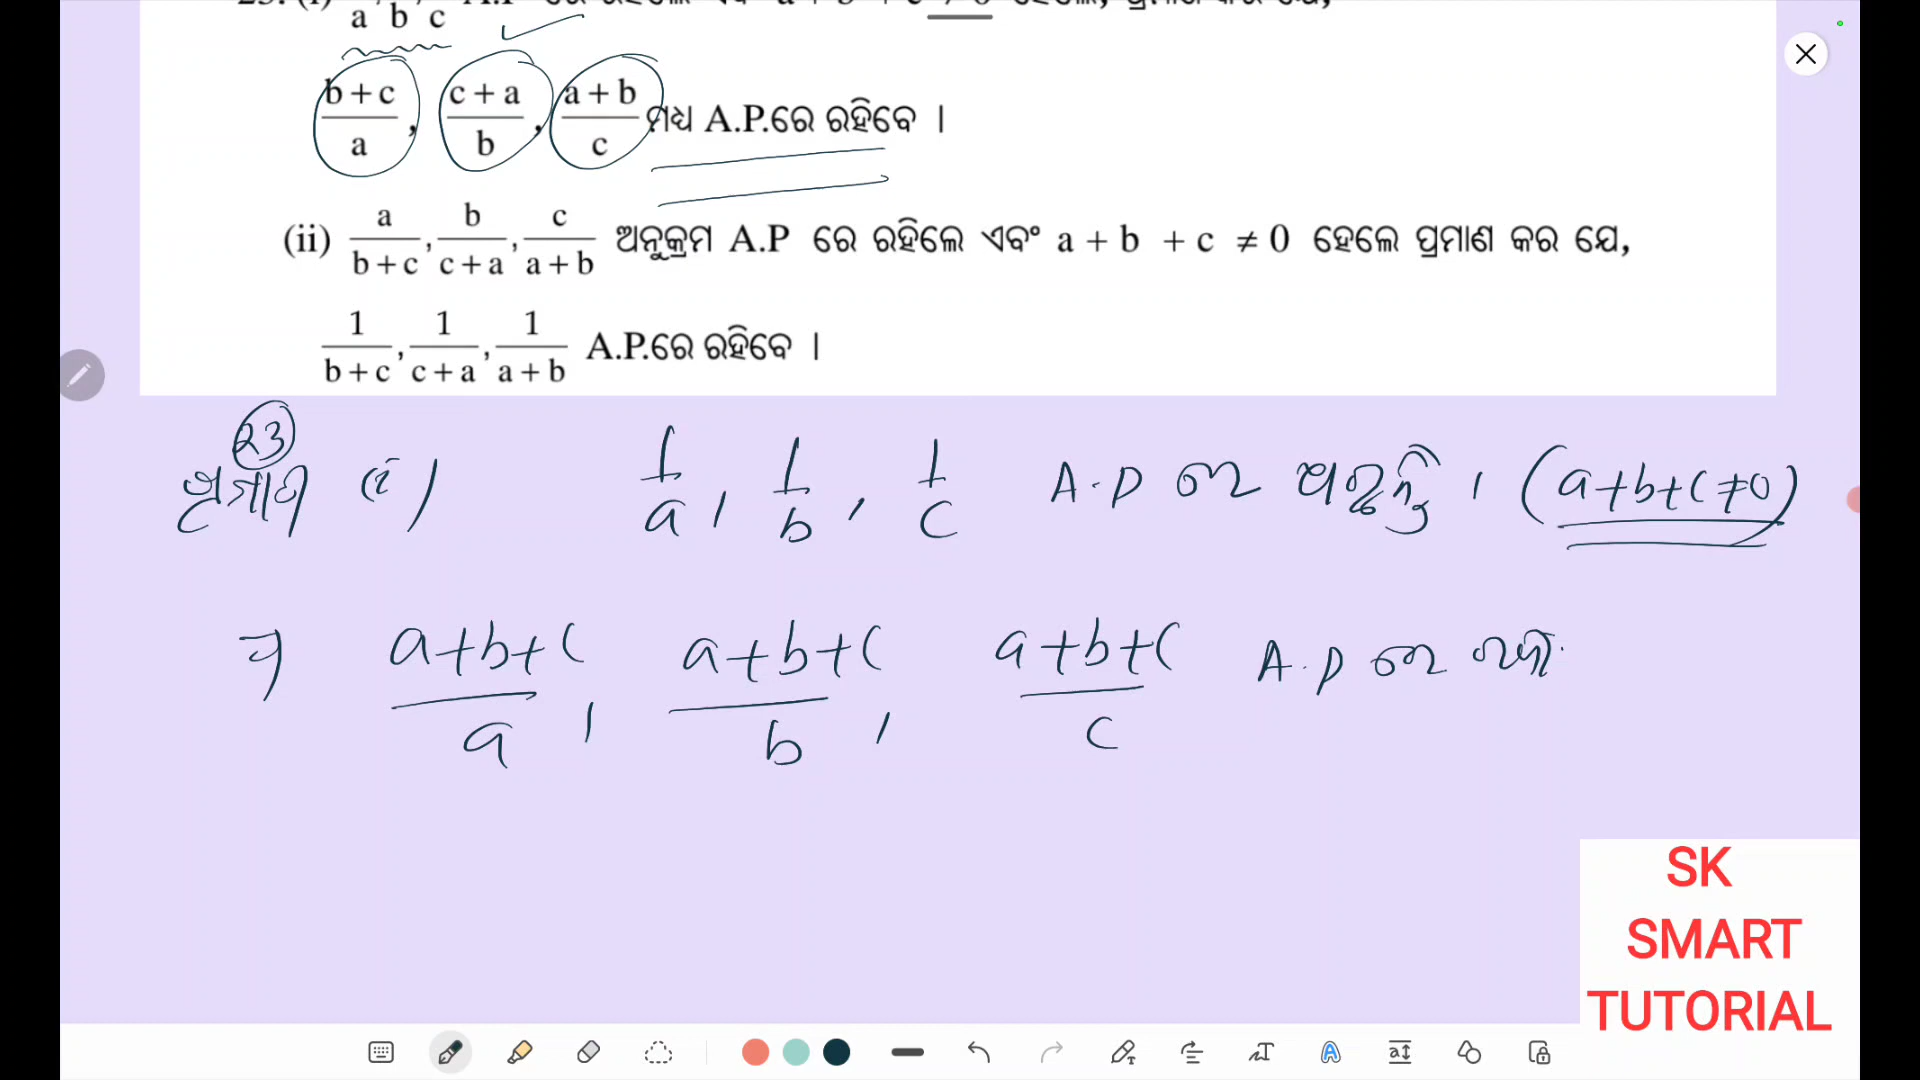 a b c
b + c / a , c + a / b , a + b / c ମଧ୍ୟ A.P.ରେ ରହିବେ ।
(ii) a / b + c , b / c + a , c / a + b ଅନୁକ୍ରମ A.P ରେ ରହିଲେ ଏବଂ a + b + c ≠ 0 ହେଲେ ପ୍ରମାଣ କର ଯେ,
1 / b + c , 1 / c + a , 1 / a + b A.P.ରେ ରହିବେ ।
23
ପ୍ରମାଣ (i) 1/a , 1/b , 1/c A.P ରେ ଅଛନ୍ତି । (a+b+c≠0)
⇒ a+b+c / a , a+b+c / b , a+b+c / c A.P ରେ
SK
SMART
TUTORIAL